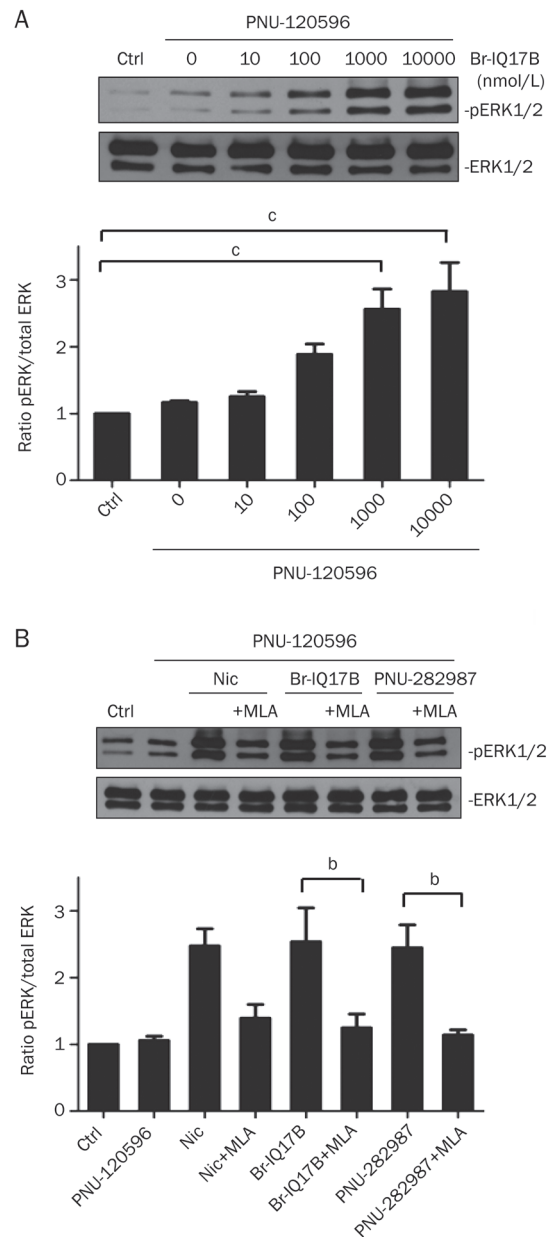 A
PNU-120596
Ctrl 0 10 100 1000 10000 Br-IQ17B
(nmol/L)
-pERK1/2
-ERK1/2
c
c
Ratio pERK/total ERK
3
2
1
0
Ctrl 0 10 100 1000 10000
PNU-120596
B
PNU-120596
Nic Br-IQ17B PNU-282987
Ctrl +MLA +MLA +MLA
-pERK1/2
-ERK1/2
b
b
Ratio pERK/total ERK
3
2
1
0
Ctrl PNU-120596 Nic Nic+MLA Br-IQ17B Br-IQ17B+MLA PNU-282987 PNU-282987+MLA